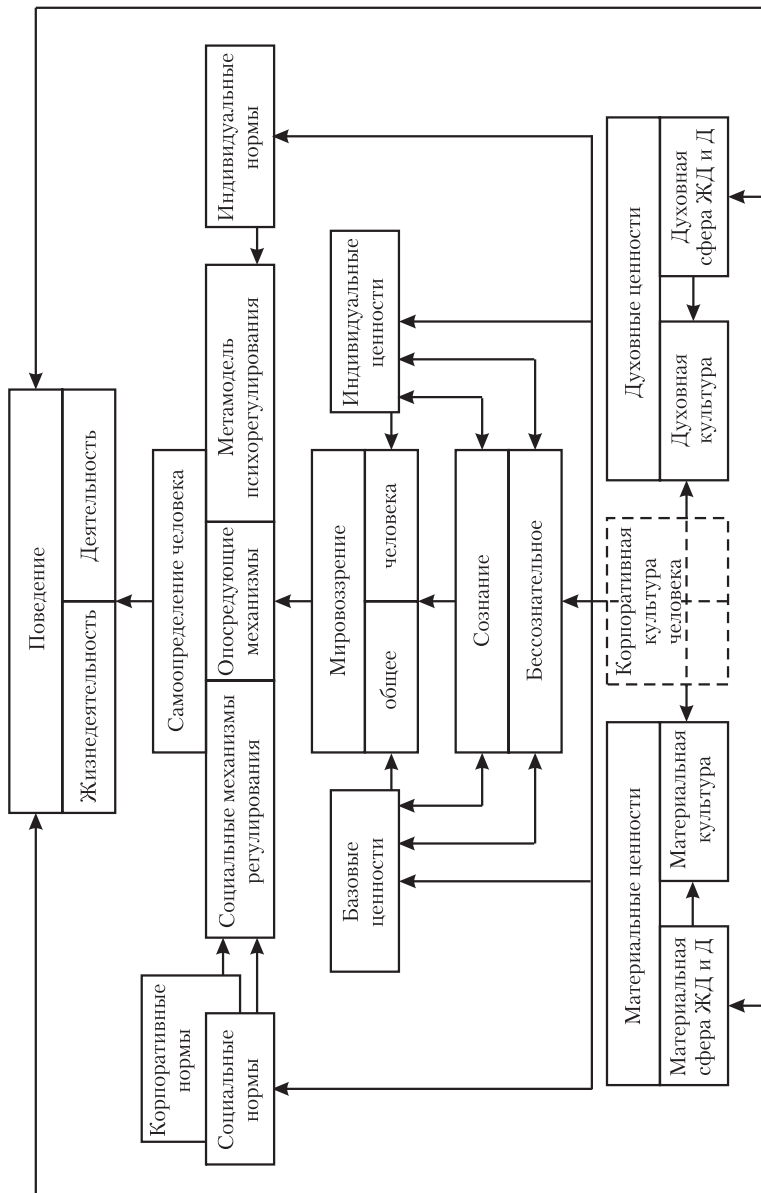 Поведение
Жизнедеятельность
Деятельность
Самоопределение человека
Корпоративные
нормы
Социальные
нормы
Социальные механизмы
регулирования
Опосредующие
механизмы
Метамодель
психорегулирования
Индивидуальные
нормы
Базовые
ценности
Мировоззрение
общее
человека
Индивидуальные
ценности
Сознание
Бессознательное
Материальные ценности
Материальная
сфера ЖД и Д
Материальная
культура
Корпоративная
культура
человека
Духовные ценности
Духовная
культура
Духовная
сфера ЖД и Д